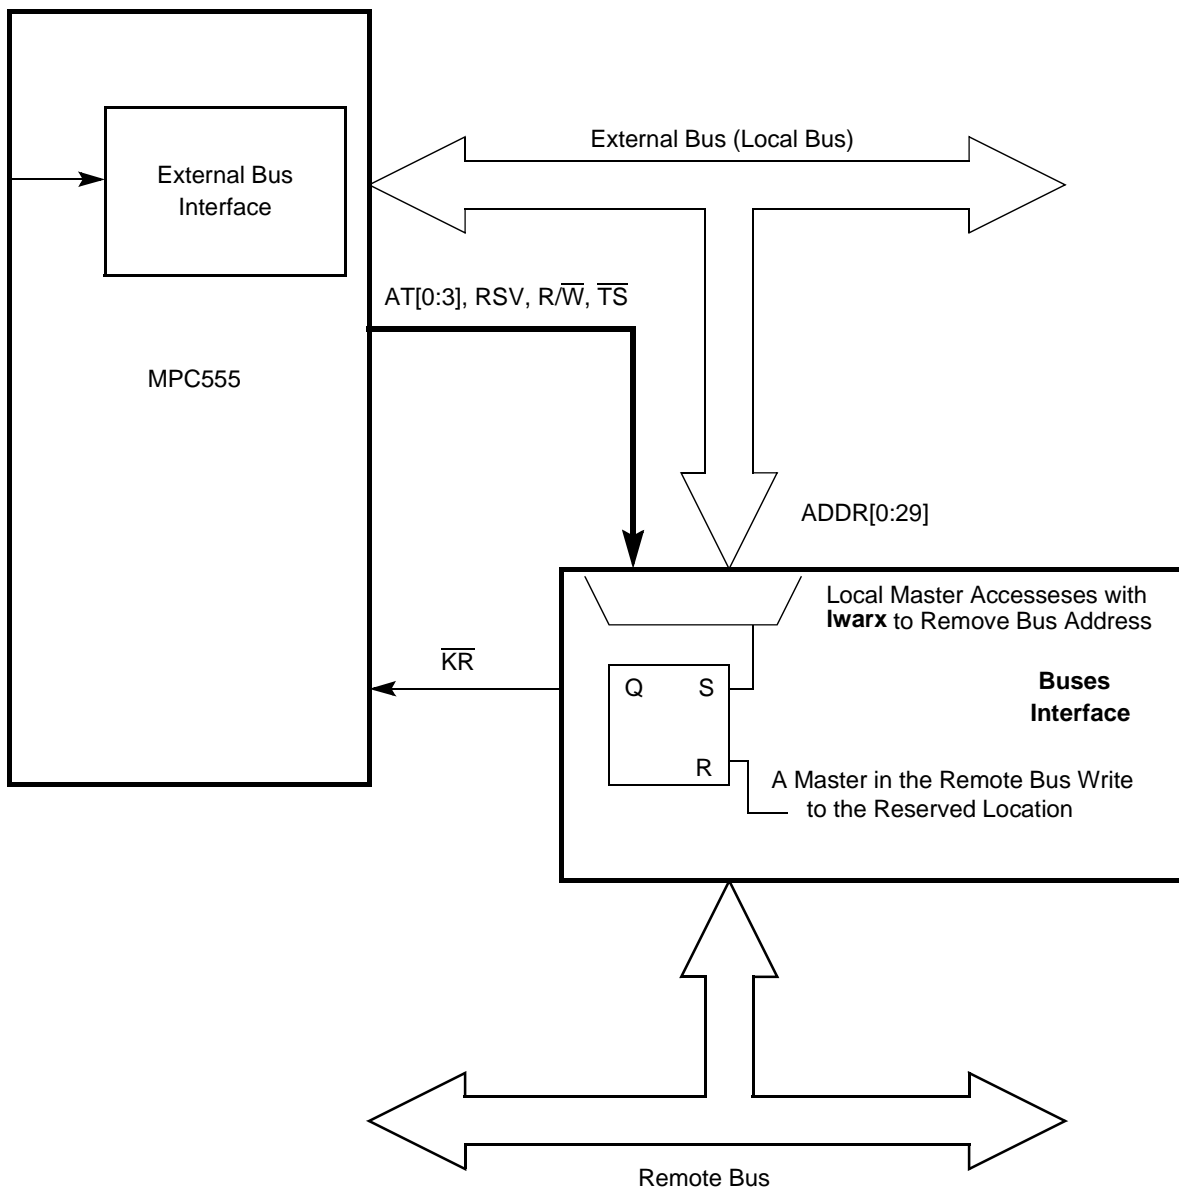 External Bus (Local Bus)
External Bus
Interface
AT[0:3], RSV, R/W̅, T̅S̅
MPC555
ADDR[0:29]
Local Master Accesseses with
lwarx to Remove Bus Address
K̅R̅
Q S
Buses
Interface
R
A Master in the Remote Bus Write
to the Reserved Location
Remote Bus